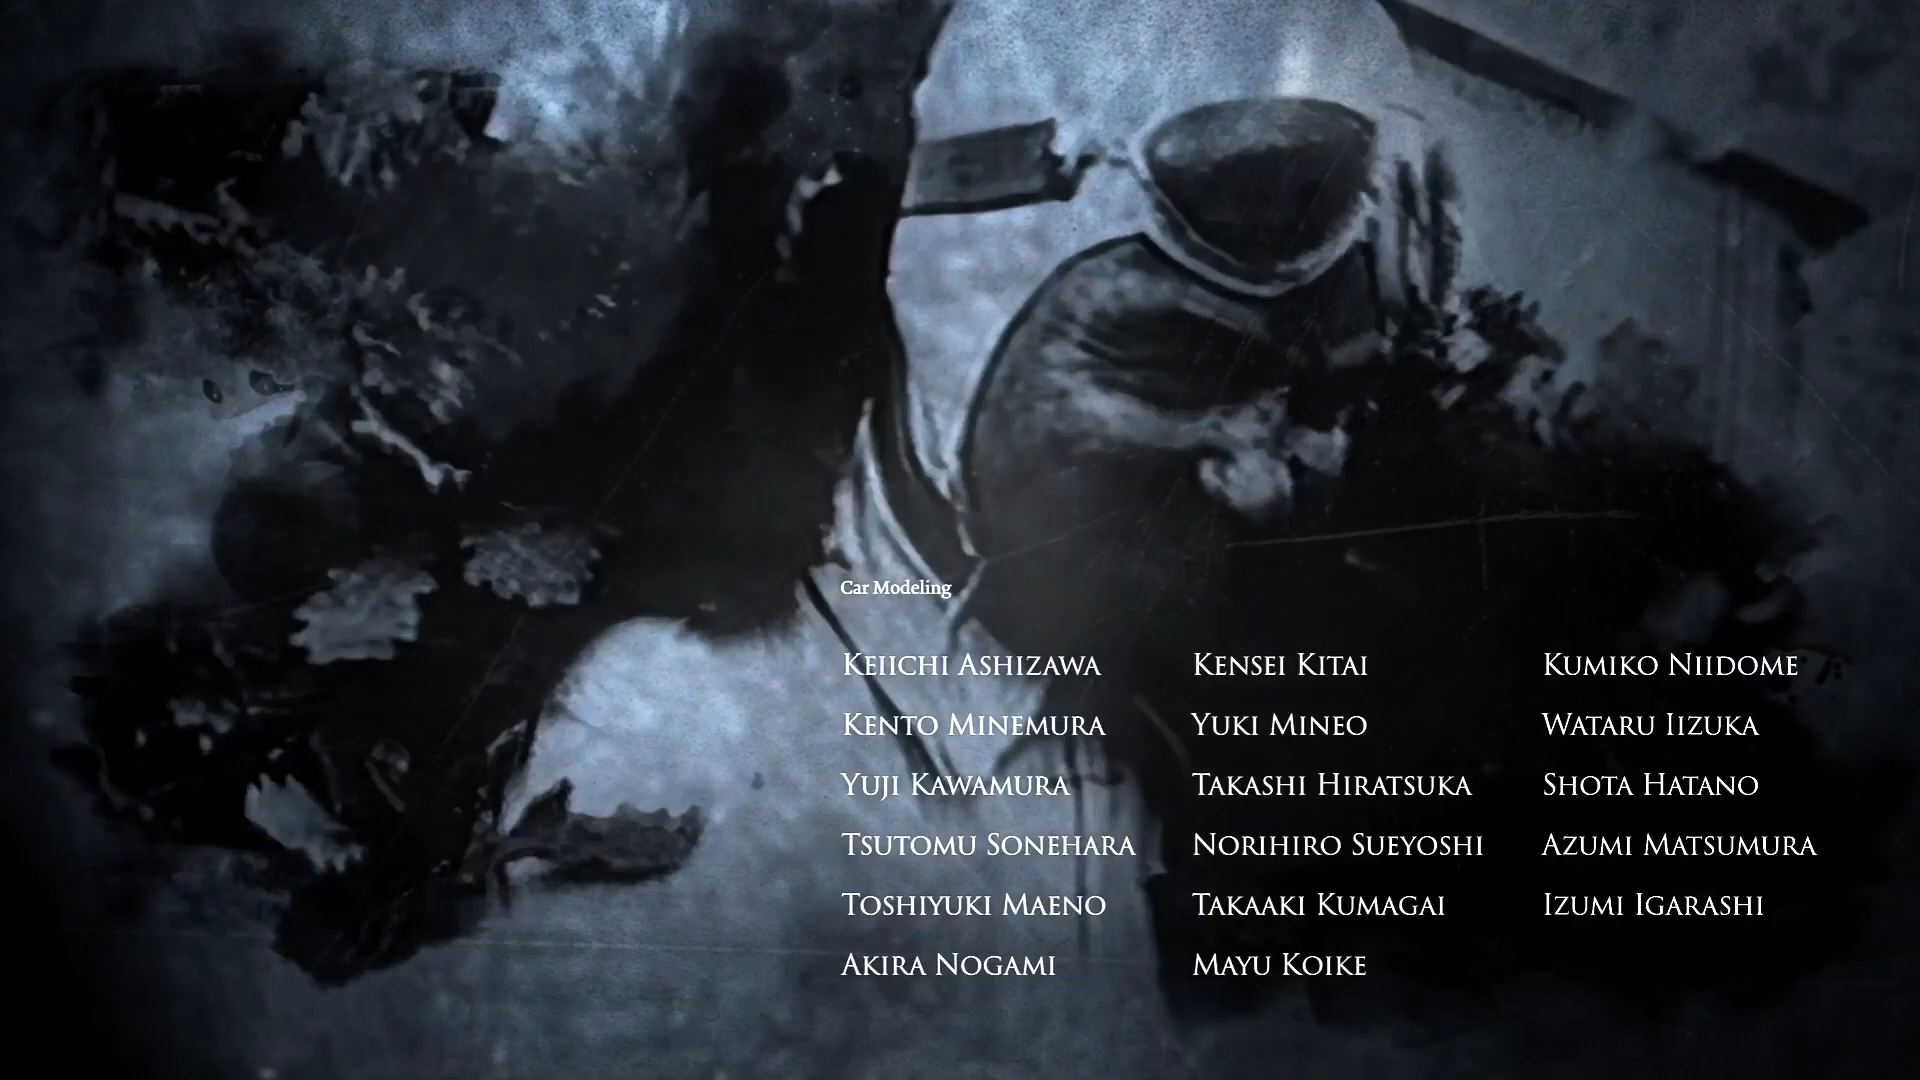 Car Modeling
Keiichi Ashizawa Kensei Kitai Kumiko Niidome
Kento Minemura Yuki Mineo Wataru Iizuka
Yuji Kawamura Takashi Hiratsuka Shota Hatano
Tsutomu Sonehara Norihiro Sueyoshi Azumi Matsumura
Toshiyuki Maeno Takaaki Kumagai Izumi Igarashi
Akira Nogami Mayu Koike